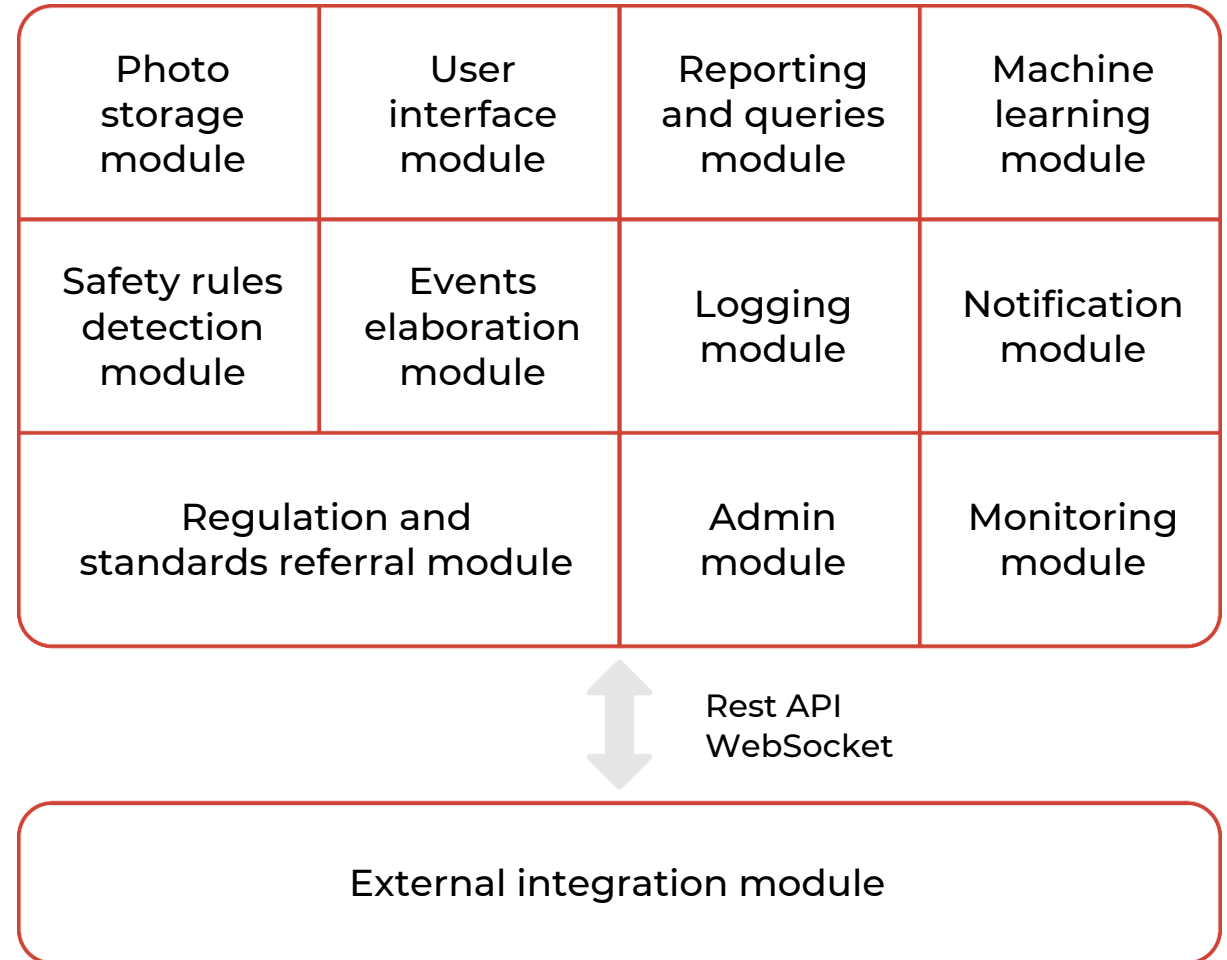 Photo
storage
module
User
interface
module
Reporting
and queries
module
Machine
learning
module
Safety rules
detection
module
Events
elaboration
module
Logging
module
Notification
module
Regulation and
standards referral module
Admin
module
Monitoring
module
Rest API
WebSocket
External integration module